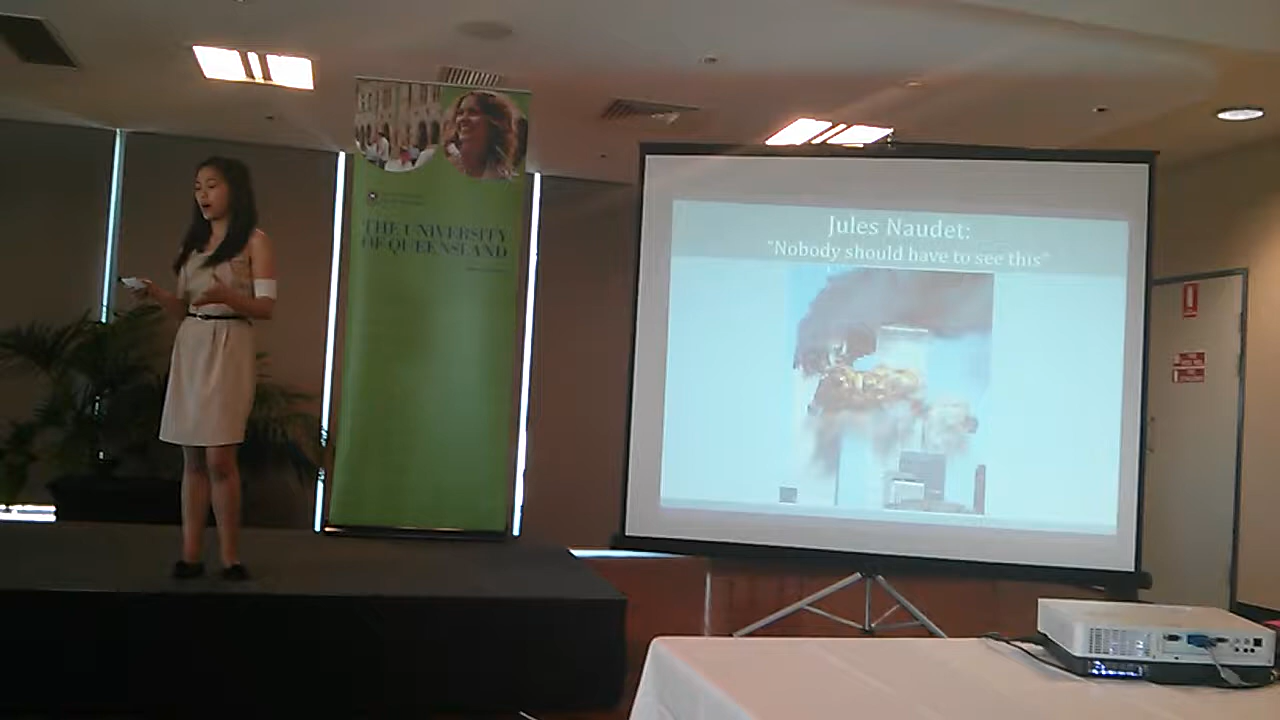 THE UNIVERSITY
OF QUEENSLAND
Jules Naudet:
"Nobody should have to see this"